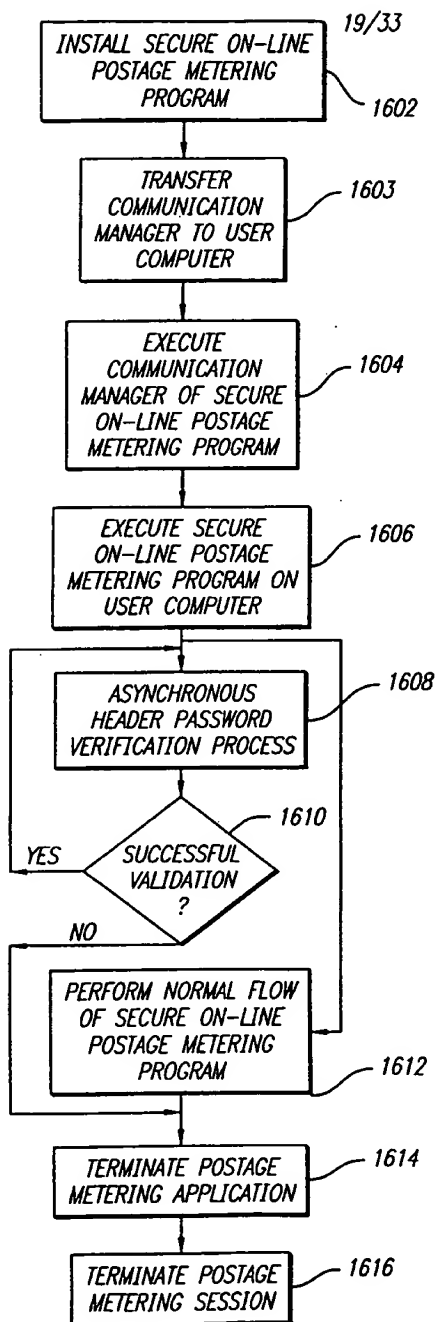 19/33
INSTALL SECURE ON-LINE
POSTAGE METERING
PROGRAM
1602
TRANSFER
COMMUNICATION
MANAGER TO USER
COMPUTER
1603
EXECUTE
COMMUNICATION
MANAGER OF SECURE
ON-LINE POSTAGE
METERING PROGRAM
1604
EXECUTE SECURE
ON-LINE POSTAGE
METERING PROGRAM ON
USER COMPUTER
1606
ASYNCHRONOUS
HEADER PASSWORD
VERIFICATION PROCESS
1608
1610
YES
SUCCESSFUL
VALIDATION
?
NO
PERFORM NORMAL FLOW
OF SECURE ON-LINE
POSTAGE METERING
PROGRAM
1612
TERMINATE POSTAGE
METERING APPLICATION
1614
TERMINATE POSTAGE
METERING SESSION
1616